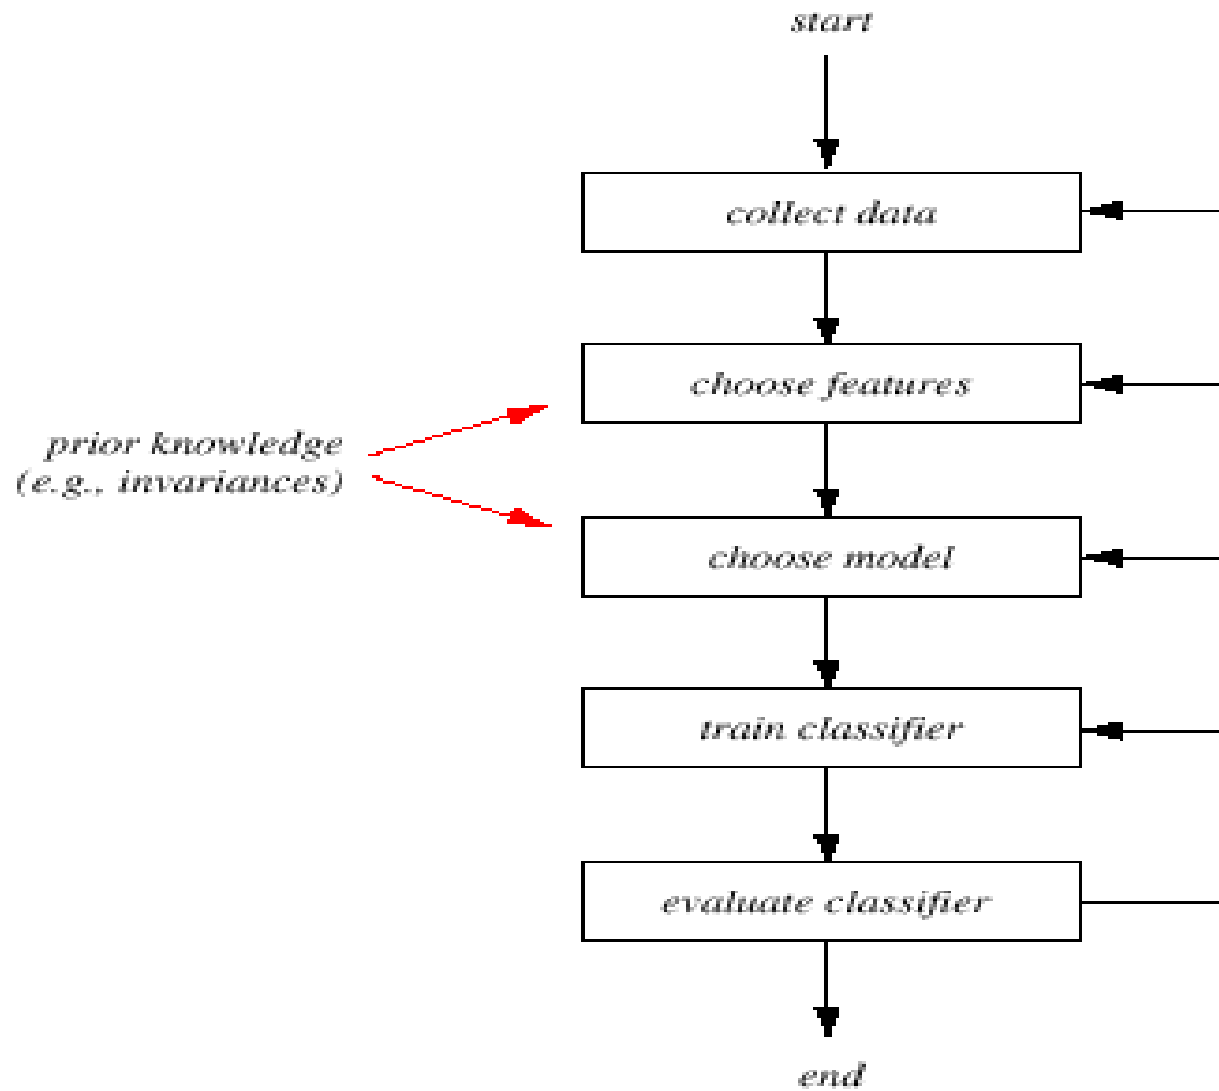 start
collect data
choose features
prior knowledge
(e.g., invariances)
choose model
train classifier
evaluate classifier
end